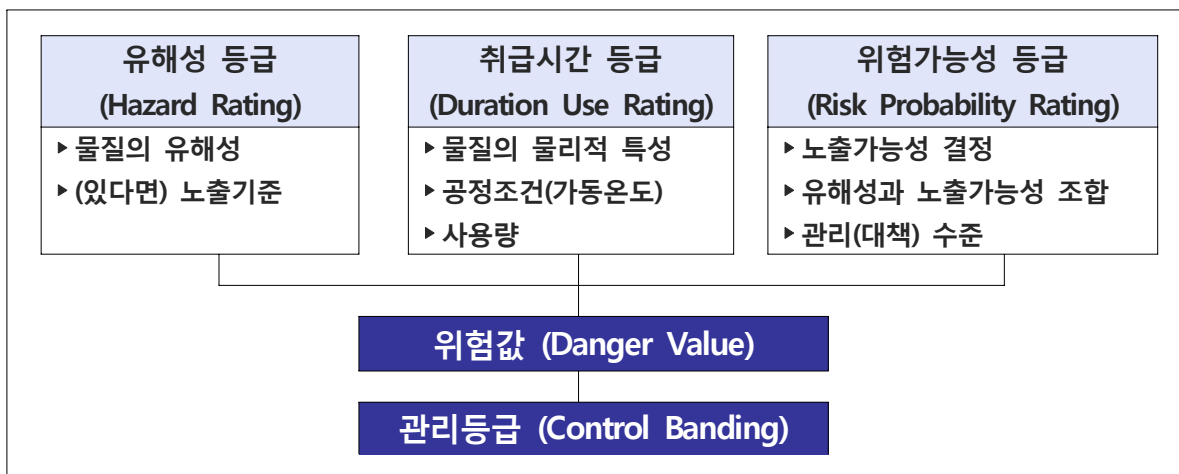 유해성 등급
(Hazard Rating)
▸ 물질의 유해성
▸ (있다면) 노출기준
취급시간 등급
(Duration Use Rating)
▸ 물질의 물리적 특성
▸ 공정조건(가동온도)
▸ 사용량
위험가능성 등급
(Risk Probability Rating)
▸ 노출가능성 결정
▸ 유해성과 노출가능성 조합
▸ 관리(대책) 수준
위험값 (Danger Value)
관리등급 (Control Banding)